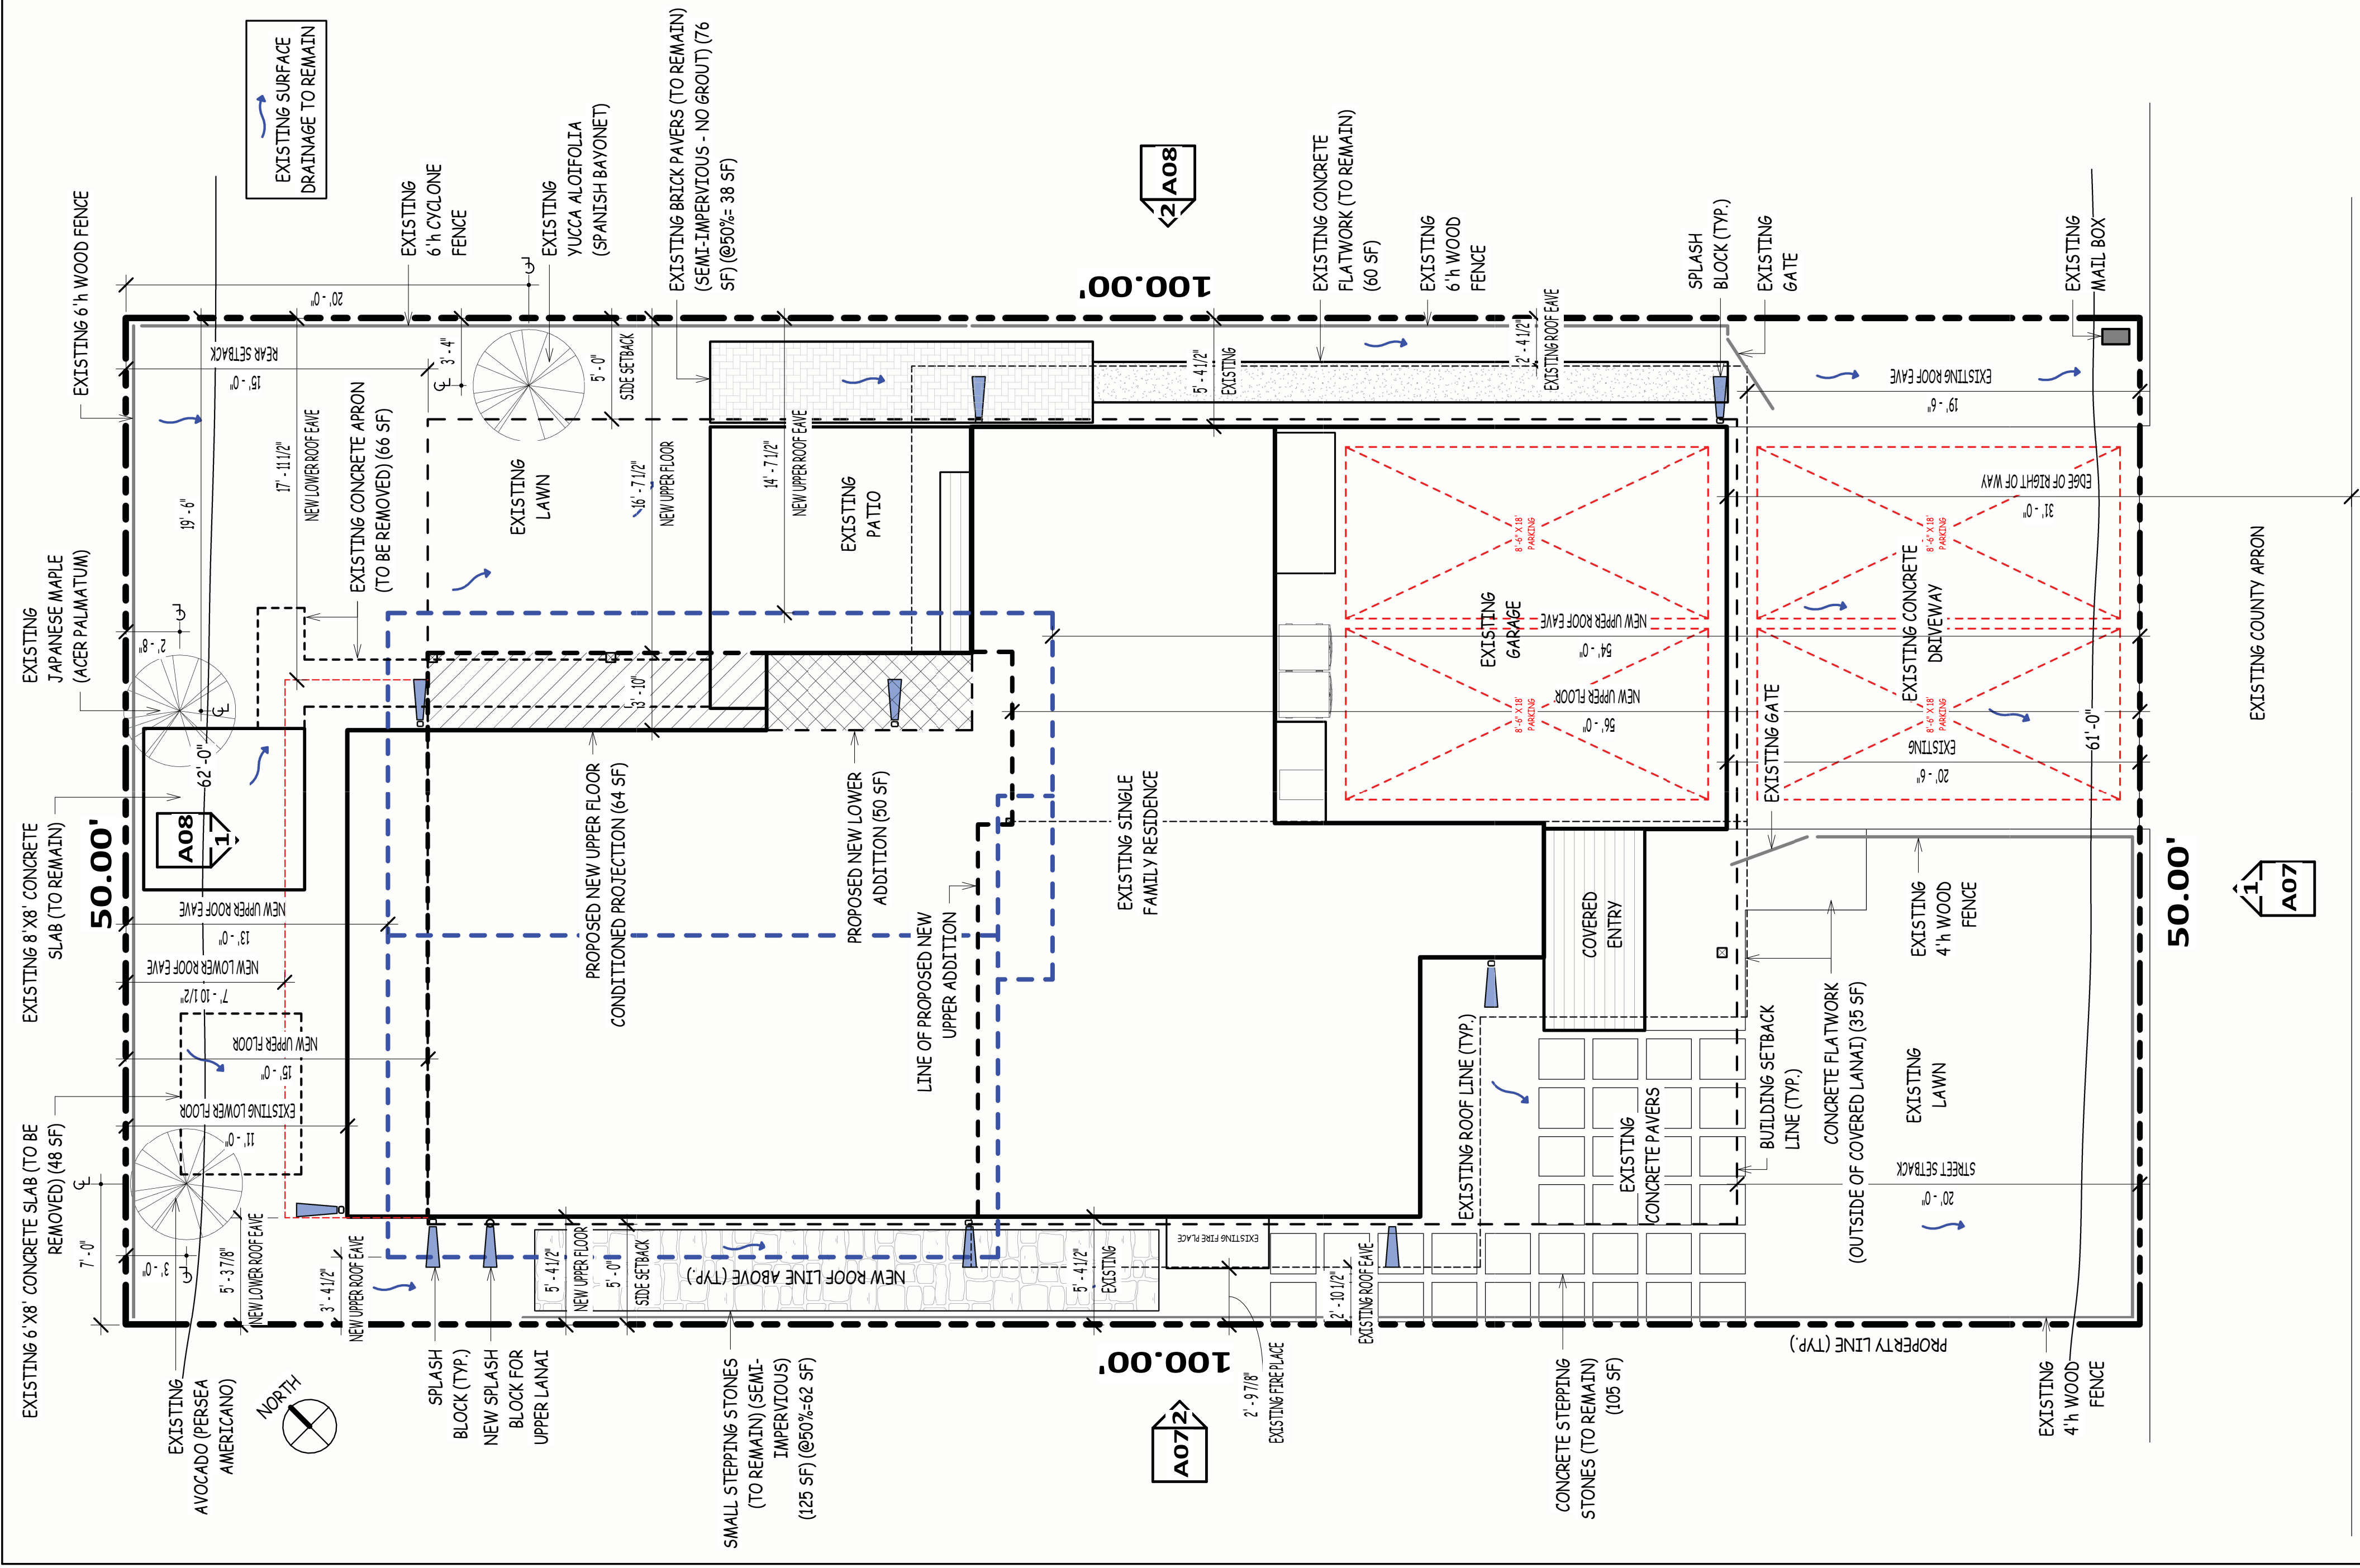 EXISTING SURFACE
DRAINAGE TO REMAIN
EXISTING 6'h WOOD FENCE
EXISTING
JAPANESE MAPLE
(ACER PALMATUM)
EXISTING 8'X8' CONCRETE
SLAB (TO REMAIN)
EXISTING 6'X8' CONCRETE SLAB (TO BE
REMOVED) (48 SF)
EXISTING
AVOCADO (PERSEA
AMERICANO)
NORTH
50.00'
A08
1
62'-0"
EXISTING CONCRETE APRON
(TO BE REMOVED) (66 SF)
EXISTING
6'h CYCLONE
FENCE
EXISTING
YUCCA ALOIFOLIA
(SPANISH BAYONET)
EXISTING BRICK PAVERS (TO REMAIN)
(SEMI-IMPERVIOUS - NO GROUT) (76
SF) (@50%= 38 SF)
20' - 0"
REAR SETBACK
15' - 0"
3' - 4"
19' - 6"
17' - 11 1/2"
NEW LOWER ROOF EAVE
2' - 8"
5' - 0"
SIDE SETBACK
16' - 7 1/2"
NEW UPPER FLOOR
14' - 7 1/2"
NEW UPPER ROOF EAVE
3' - 10"
NEW UPPER ROOF EAVE
13' - 0"
NEW LOWER ROOF EAVE
7' - 10 1/2"
NEW UPPER FLOOR
15' - 0"
EXISTING LOWER FLOOR
11' - 0"
7' - 0"
3' - 0"
5' - 3 7/8"
NEW LOWER ROOF EAVE
3' - 4 1/2"
NEW UPPER ROOF EAVE
EXISTING
LAWN
EXISTING
PATIO
PROPOSED NEW UPPER FLOOR
CONDITIONED PROJECTION (64 SF)
PROPOSED NEW LOWER
ADDITION (50 SF)
LINE OF PROPOSED NEW
UPPER ADDITION
EXISTING SINGLE
FAMILY RESIDENCE
SPLASH
BLOCK (TYP.)
NEW SPLASH
BLOCK FOR
UPPER LANAI
5' - 4 1/2"
NEW UPPER FLOOR
5' - 0"
SIDE SETBACK
NEW ROOF LINE ABOVE (TYP.)
5' - 4 1/2"
EXISTING
EXISTING FIRE PLACE
SMALL STEPPING STONES
(TO REMAIN) (SEMI-
IMPERVIOUS)
(125 SF) (@50%=62 SF)
100.00'
A07
2
2' - 9 7/8"
EXISTING FIREPLACE
2' - 10 1/2"
EXISTING ROOF EAVE
A08
2
100.00'
5' - 4 1/2"
EXISTING
EXISTING CONCRETE
FLATWORK (TO REMAIN)
(60 SF)
EXISTING
6'h WOOD
FENCE
2' - 4 1/2"
EXISTING ROOF EAVE
SPLASH
BLOCK (TYP.)
EXISTING
GATE
EXISTING
MAIL BOX
8'-6" X 18'
PARKING
8'-6" X 18'
PARKING
8'-6" X 18'
PARKING
8'-6" X 18'
PARKING
EXISTING
GARAGE
NEW UPPER ROOF EAVE
54' - 0"
NEW UPPER FLOOR
56' - 0"
EXISTING ROOF EAVE
19' - 6"
EDGE OF RIGHT OF WAY
31' - 0"
EXISTING CONCRETE
DRIVEWAY
EXISTING
20' - 6"
61'-0"
EXISTING COUNTY APRON
EXISTING GATE
COVERED
ENTRY
EXISTING ROOF LINE (TYP.)
EXISTING
CONCRETE PAVERS
BUILDING SETBACK
LINE (TYP.)
CONCRETE FLATWORK
(OUTSIDE OF COVERED LANAI) (35 SF)
EXISTING
4'h WOOD
FENCE
EXISTING
LAWN
STREET SETBACK
20' - 0"
50.00'
A07
1
PROPERTY LINE (TYP.)
CONCRETE STEPPING
STONES (TO REMAIN)
(105 SF)
EXISTING
4'h WOOD
FENCE